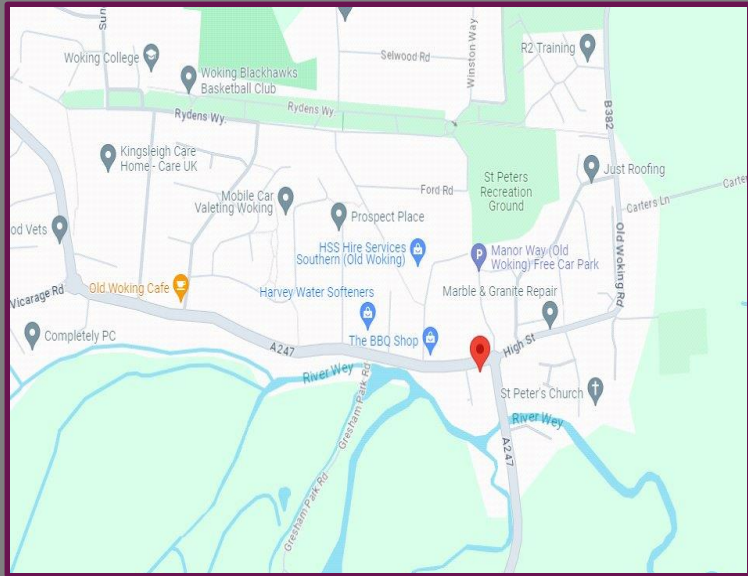 Sun
Woking College
Woking Blackhawks
Basketball Club
Selwood Rd
Winston Way
R2 Training
B382
Rydens Wy.
Rydens Wy
Kingsleigh Care
Home - Care UK
Mobile Car
Valeting Woking
Ford Rd
Prospect Place
St Peters
Recreation
Ground
Just Roofing
Carters Ln
Carters
od Vets
HSS Hire Services
Southern (Old Woking)
Manor Way (Old
Woking) Free Car Park
Old Woking Rd
Vicarage Rd
Old Woking Cafe
Harvey Water Softeners
Marble & Granite Repair
Completely PC
A247
The BBQ Shop
High St
River Wey
Gresham Park Rd
St Peter's Church
River Wey
A247
Gresham Park Rd